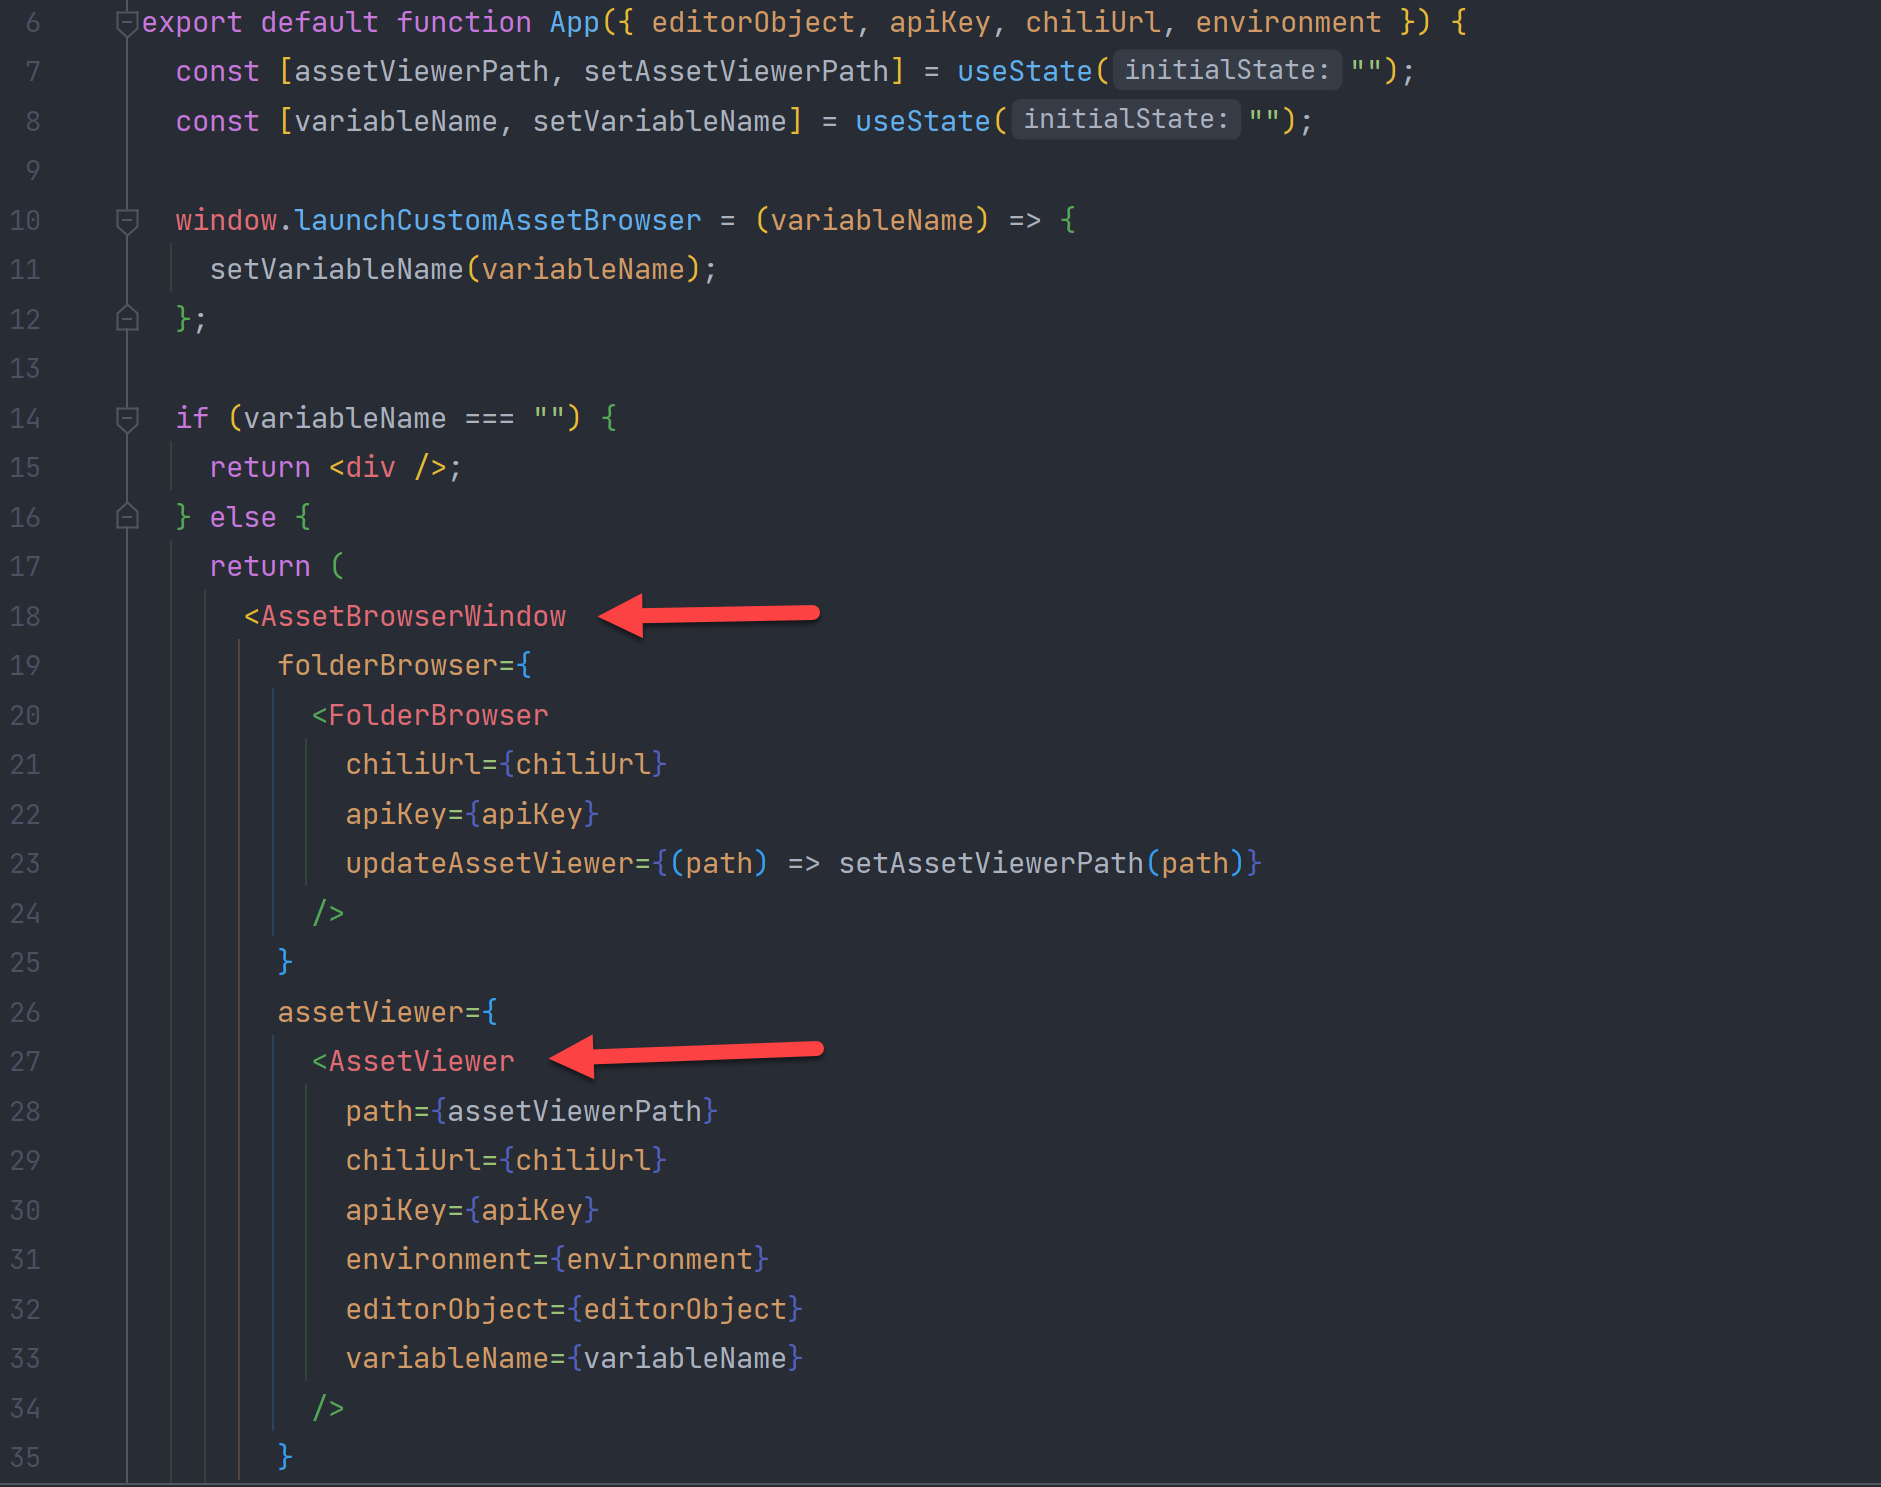 6 export default function App({ editorObject, apiKey, chiliUrl, environment }) {
7 const [assetViewerPath, setAssetViewerPath] = useState( initialState: "");
8 const [variableName, setVariableName] = useState( initialState: "");
9
10 window.launchCustomAssetBrowser = (variableName) => {
11 setVariableName(variableName);
12 };
13
14 if (variableName === "") {
15 return <div />;
16 } else {
17 return (
18 <AssetBrowserWindow
19 folderBrowser={
20 <FolderBrowser
21 chiliUrl={chiliUrl}
22 apiKey={apiKey}
23 updateAssetViewer={(path) => setAssetViewerPath(path)}
24 />
25 }
26 assetViewer={
27 <AssetViewer
28 path={assetViewerPath}
29 chiliUrl={chiliUrl}
30 apiKey={apiKey}
31 environment={environment}
32 editorObject={editorObject}
33 variableName={variableName}
34 />
35 }